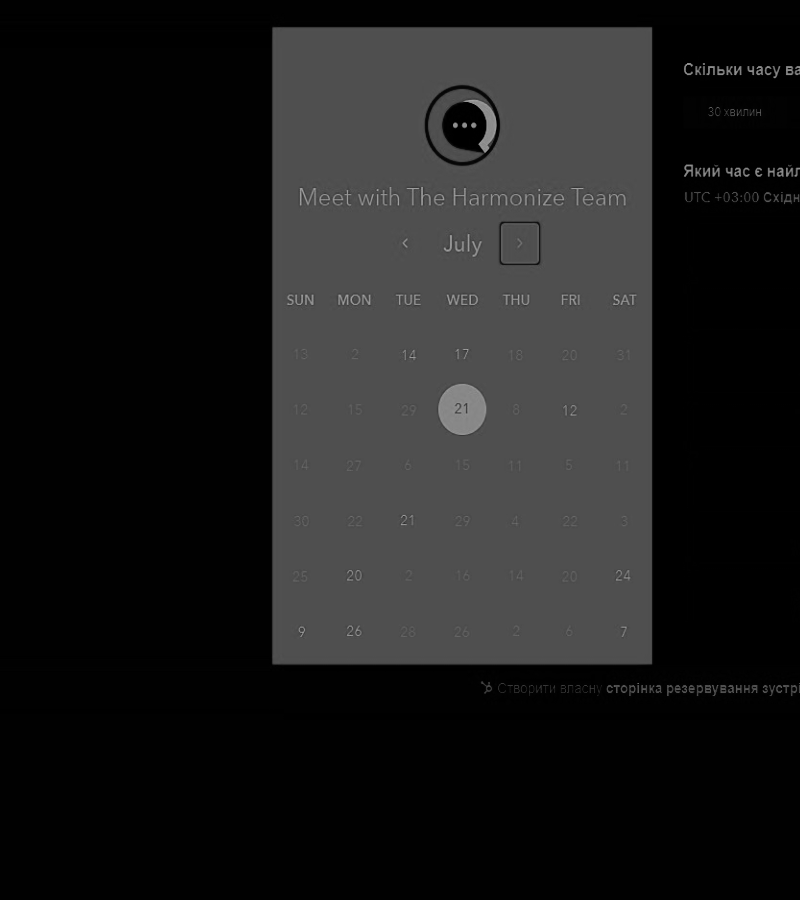 Meet with The Harmonize Team
July
SUN MON TUE WED THU FRI SAT
13 2 14 17 18 20 31
12 15 29 21 8 12 2
14 27 6 15 11 5 11
30 22 21 29 4 22 3
25 20 2 16 14 20 24
9 26 28 26 2 6 7
Скільки часу ва
30 хвилин
Який час є найл
UTC +03:00 Східн
Створити власну сторінка резервування зустрі